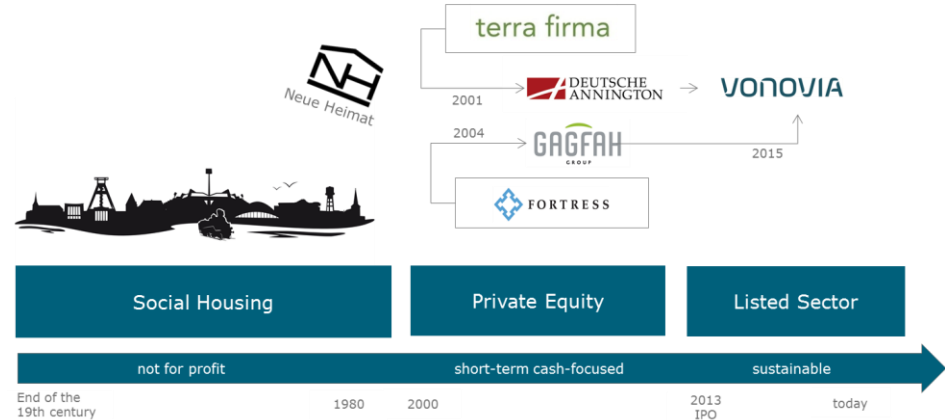 terra firma
NH
Neue Heimat
2001
DEUTSCHE
ANNINGTON
VONOVIA
2004
GAGFAH
GROUP
2015
FORTRESS
Social Housing
Private Equity
Listed Sector
not for profit
short-term cash-focused
sustainable
End of the
19th century
1980
2000
2013
IPO
today